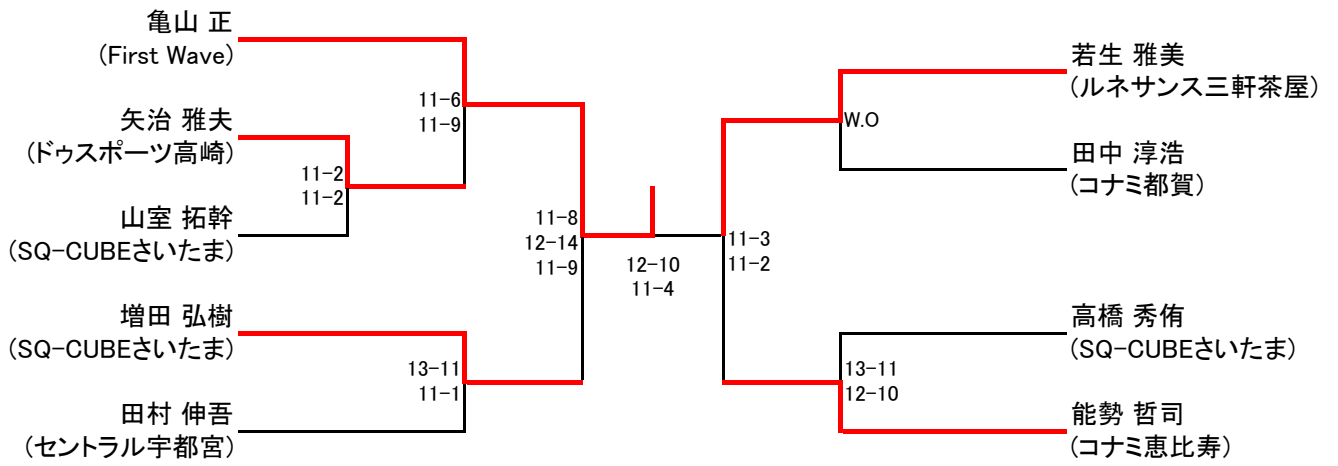 亀山 正
(First Wave)
矢治 雅夫
(ドゥスポーツ高崎)
山室 拓幹
(SQ-CUBEさいたま)
増田 弘樹
(SQ-CUBEさいたま)
田村 伸吾
(セントラル宇都宮)
11-6
11-9
11-2
11-2
13-11
11-1
11-8
12-14
11-9
12-10
11-4
11-3
11-2
W.O
13-11
12-10
若生 雅美
(ルネサンス三軒茶屋)
田中 淳浩
(コナミ都賀)
高橋 秀侑
(SQ-CUBEさいたま)
能勢 哲司
(コナミ恵比寿)